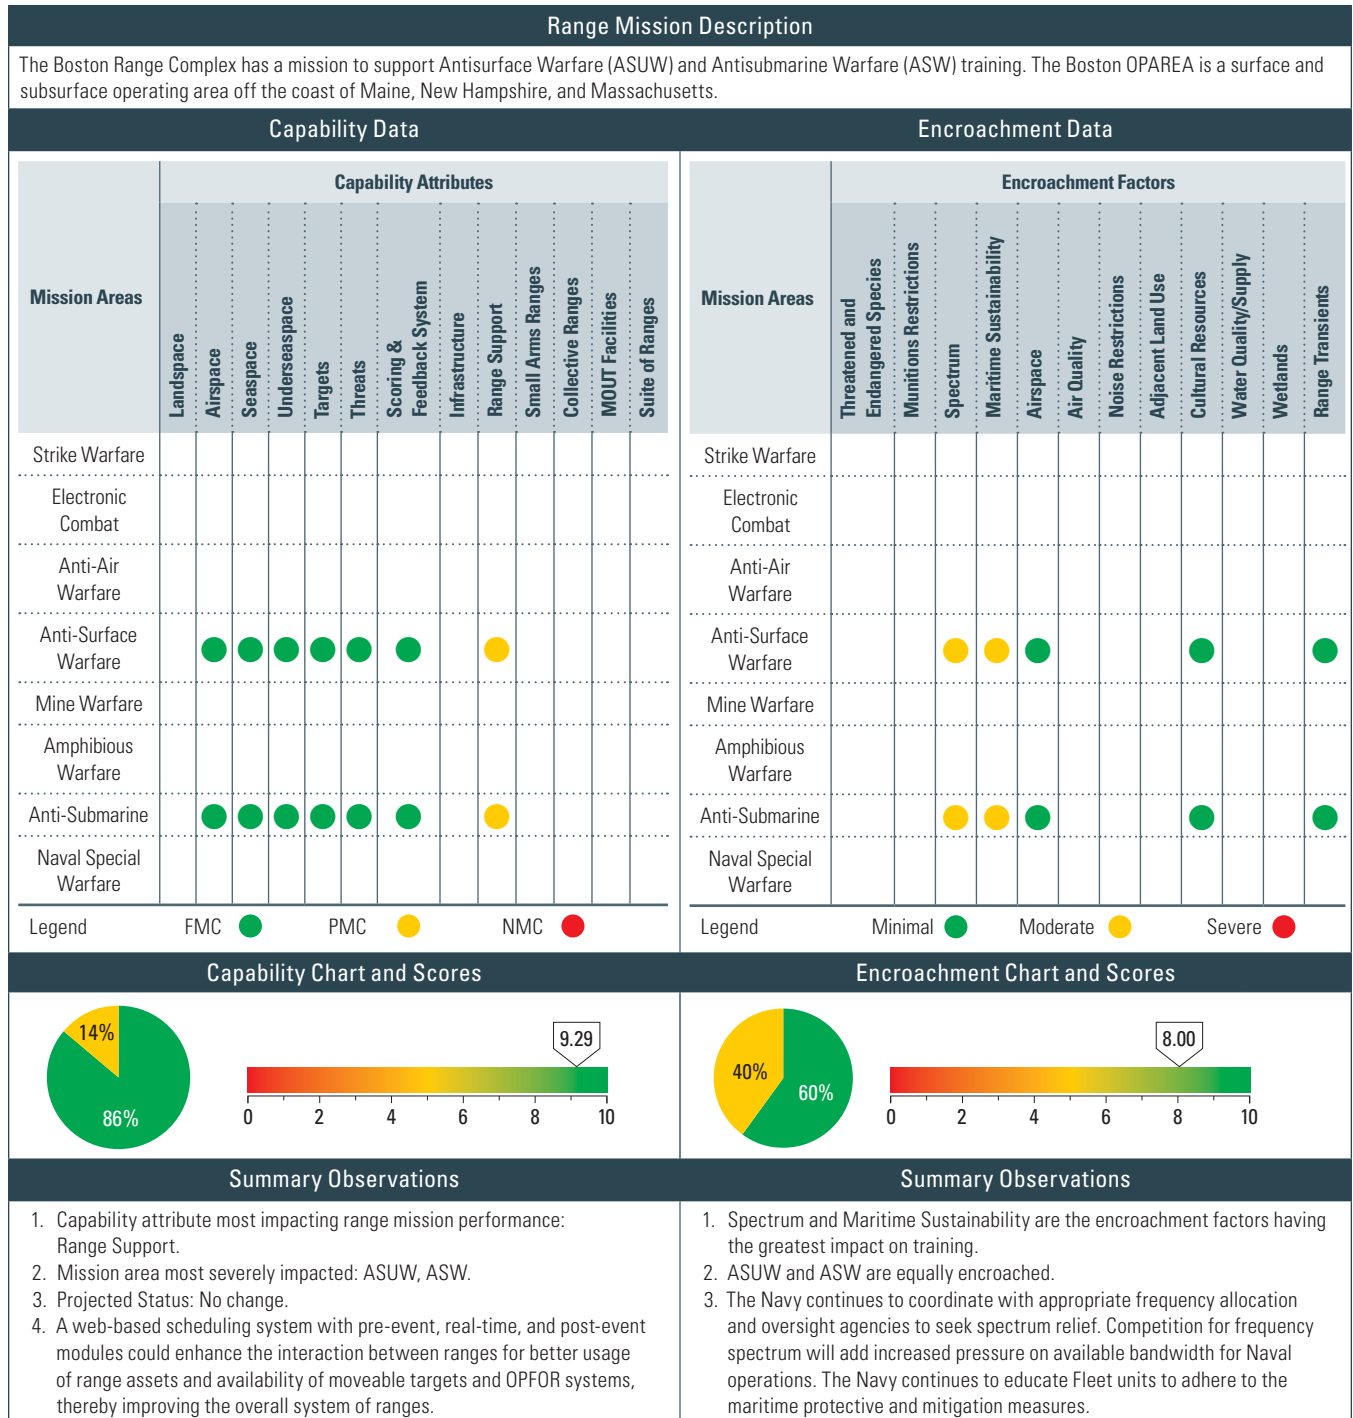 Range Mission Description
The Boston Range Complex has a mission to support Antisurface Warfare (ASUW) and Antisubmarine Warfare (ASW) training. The Boston OPAREA is a surface and
subsurface operating area off the coast of Maine, New Hampshire, and Massachusetts.
Capability Data
Mission Areas
Capability Attributes
Landspace
Airspace
Seaspace
Underseaspace
Targets
Threats
Scoring &
Feedback System
Infrastructure
Range Support
Small Arms Ranges
Collective Ranges
MOUT Facilities
Suite of Ranges
Strike Warfare
Electronic
Combat
Anti-Air
Warfare
Anti-Surface
Warfare
Mine Warfare
Amphibious
Warfare
Anti-Submarine
Naval Special
Warfare
Legend FMC PMC NMC
Encroachment Data
Mission Areas
Encroachment Factors
Threatened and
Endangered Species
Munitions Restrictions
Spectrum
Maritime Sustainability
Airspace
Air Quality
Noise Restrictions
Adjacent Land Use
Cultural Resources
Water Quality/Supply
Wetlands
Range Transients
Strike Warfare
Electronic
Combat
Anti-Air
Warfare
Anti-Surface
Warfare
Mine Warfare
Amphibious
Warfare
Anti-Submarine
Naval Special
Warfare
Legend Minimal Moderate Severe
Capability Chart and Scores
14%
86%
9.29
0 2 4 6 8 10
Encroachment Chart and Scores
40%
60%
8.00
0 2 4 6 8 10
Summary Observations
1. Capability attribute most impacting range mission performance:
Range Support.
2. Mission area most severely impacted: ASUW, ASW.
3. Projected Status: No change.
4. A web-based scheduling system with pre-event, real-time, and post-event
modules could enhance the interaction between ranges for better usage
of range assets and availability of moveable targets and OPFOR systems,
thereby improving the overall system of ranges.
Summary Observations
1. Spectrum and Maritime Sustainability are the encroachment factors having
the greatest impact on training.
2. ASUW and ASW are equally encroached.
3. The Navy continues to coordinate with appropriate frequency allocation
and oversight agencies to seek spectrum relief. Competition for frequency
spectrum will add increased pressure on available bandwidth for Naval
operations. The Navy continues to educate Fleet units to adhere to the
maritime protective and mitigation measures.